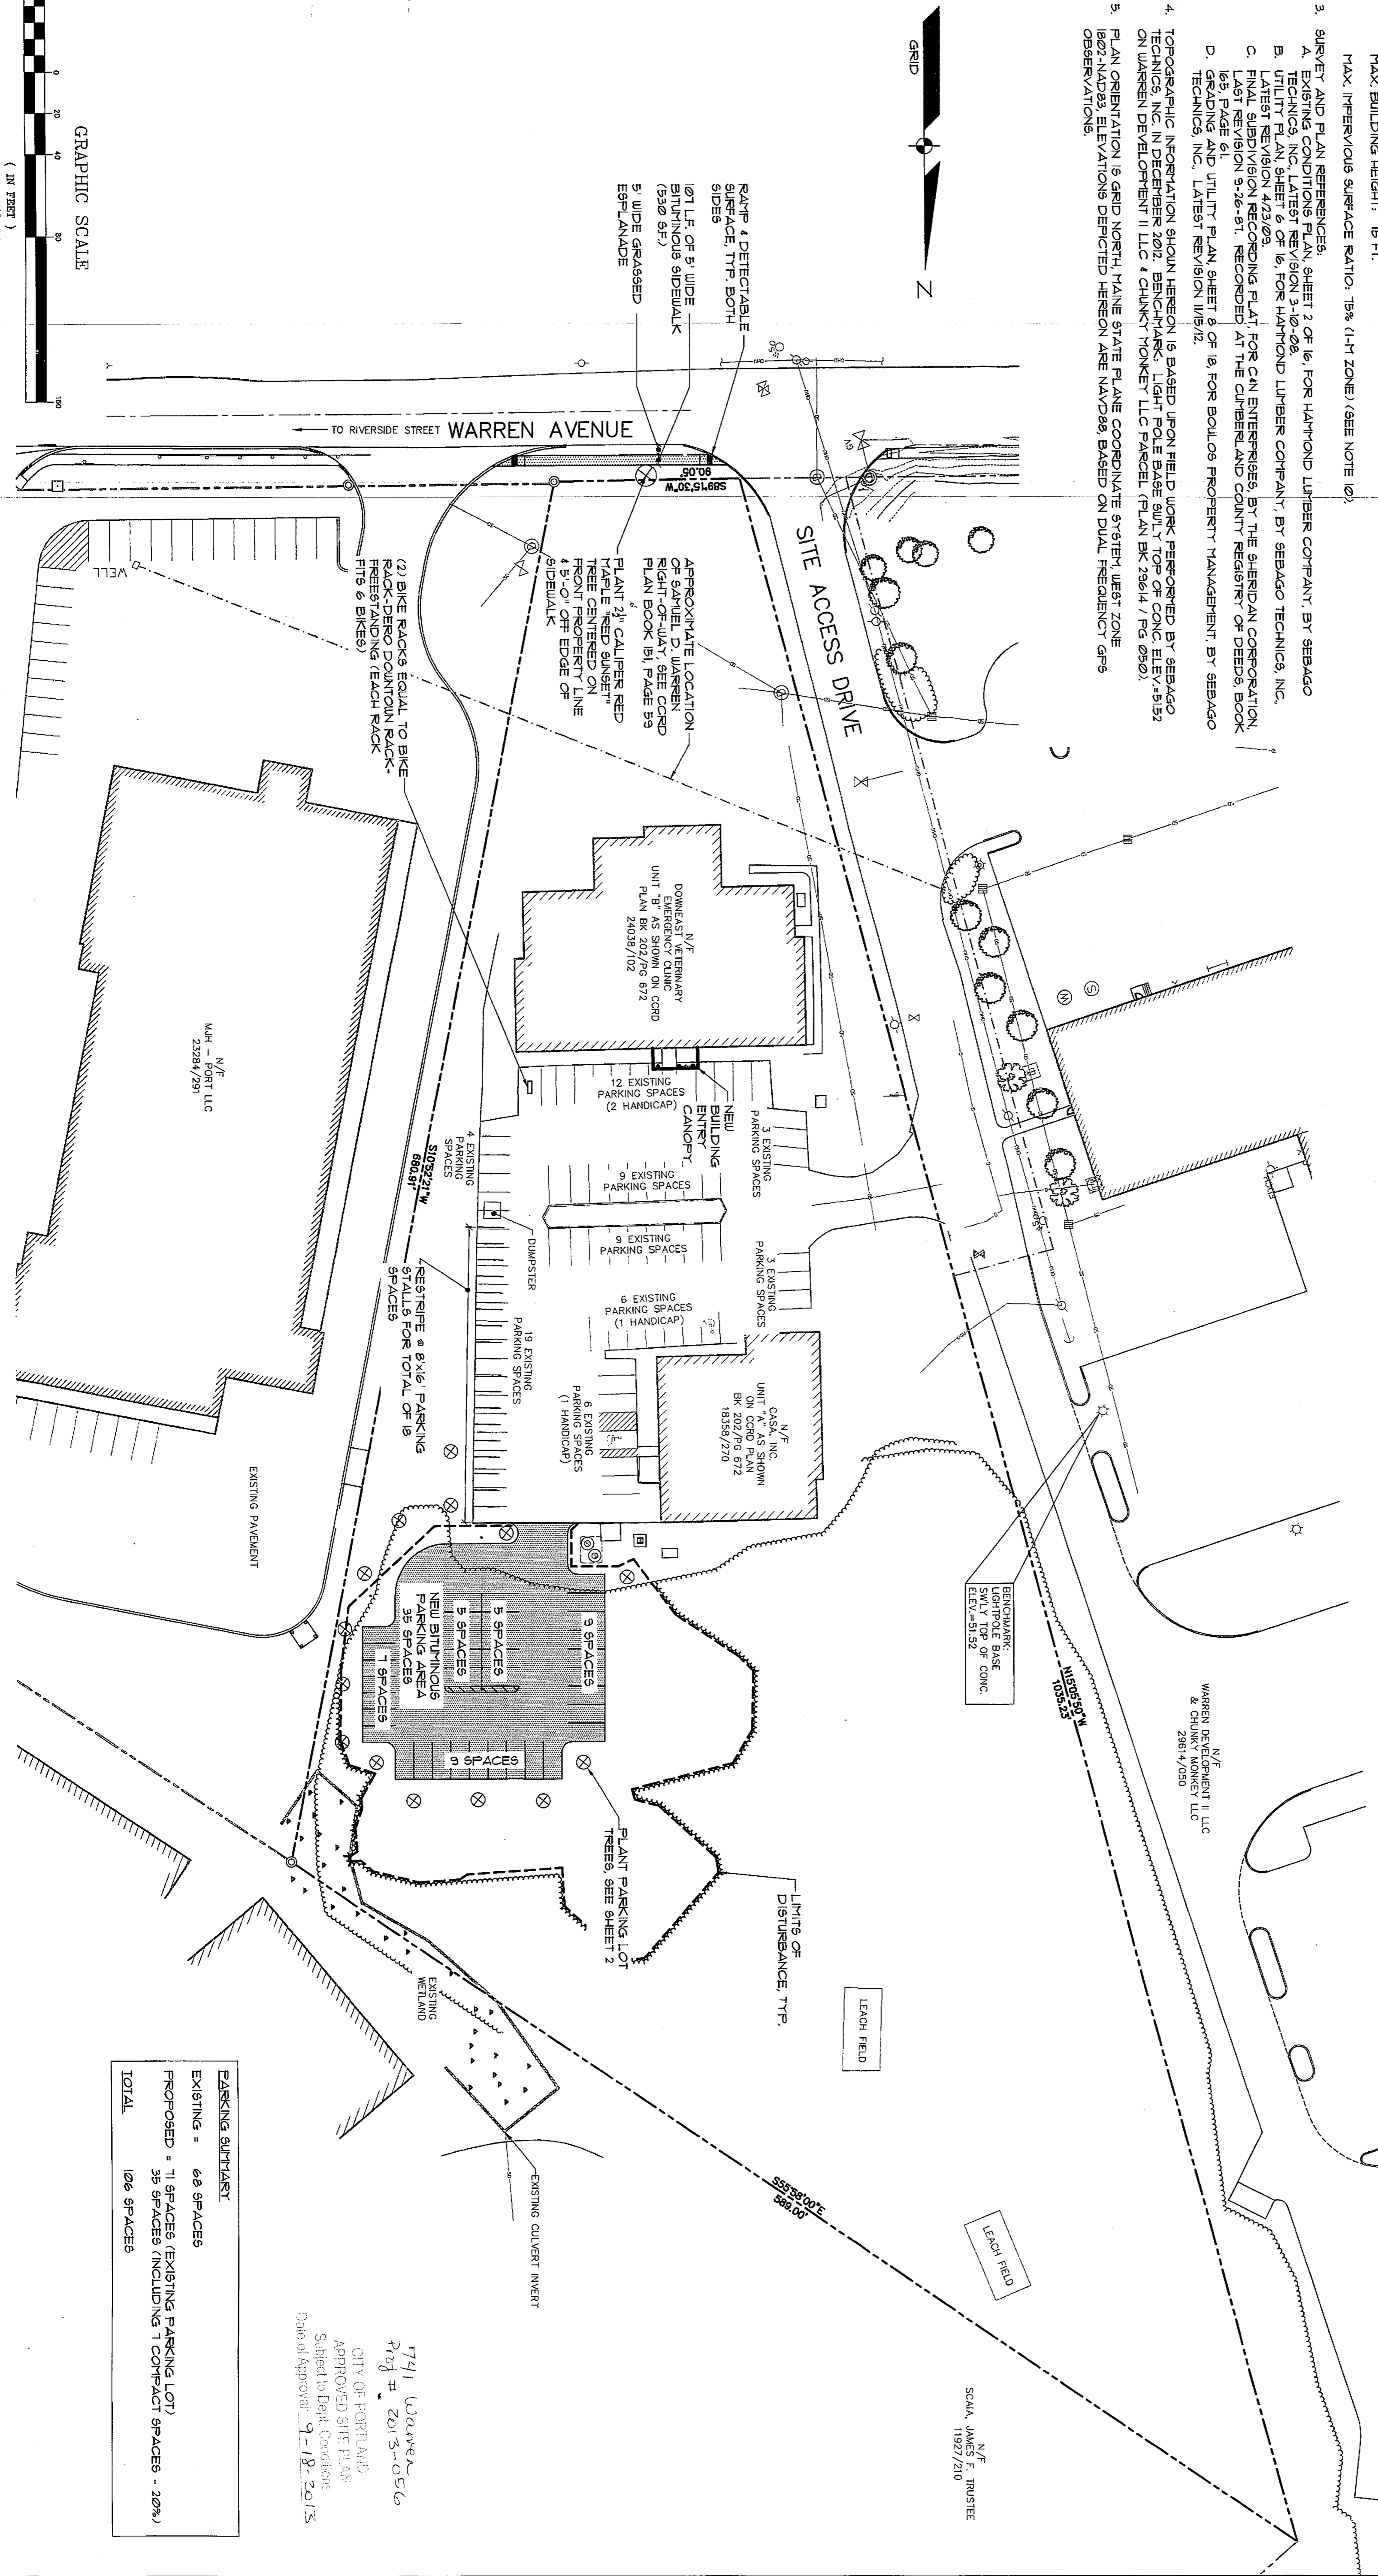 MAX. BUILDING HEIGHT: 75 FT.
MAX. IMPERVIOUS SURFACE RATIO: 75% (I-M ZONE) (SEE NOTE 10).
3. SURVEY AND PLAN REFERENCES:
A. EXISTING CONDITIONS PLAN, SHEET 2 OF 16, FOR HAMMOND LUMBER COMPANY, BY SEBAGO
TECHNICS, INC., LATEST REVISION 3-10-08.
B. UTILITY PLAN, SHEET 6 OF 16, FOR HAMMOND LUMBER COMPANY, BY SEBAGO TECHNICS, INC.,
LATEST REVISION 4/23/09.
C. FINAL SUBDIVISION RECORDING PLAT, FOR C4N ENTERPRISES, BY THE SHERIDAN CORPORATION,
LAST REVISION 9-26-87. RECORDED AT THE CUMBERLAND COUNTY REGISTRY OF DEEDS, BOOK
165, PAGE 61.
D. GRADING AND UTILITY PLAN, SHEET 8 OF 18, FOR BOULOS PROPERTY MANAGEMENT, BY SEBAGO
TECHNICS, INC., LATEST REVISION 11/15/12.
4. TOPOGRAPHIC INFORMATION SHOWN HEREON IS BASED UPON FIELD WORK PERFORMED BY SEBAGO
TECHNICS, INC. IN DECEMBER 2012. BENCHMARK: LIGHT POLE BASE SW'LY TOP OF CONC. ELEV.=51.52
ON WARREN DEVELOPMENT II LLC & CHUNKY MONKEY LLC PARCEL (PLAN BK 29614 / PG 050).
5. PLAN ORIENTATION IS GRID NORTH, MAINE STATE PLANE COORDINATE SYSTEM, WEST ZONE
1802-NAD83, ELEVATIONS DEPICTED HEREON ARE NAVD88, BASED ON DUAL FREQUENCY GPS
OBSERVATIONS.
GRID
N
GRAPHIC SCALE
0 20 40 80 160
( IN FEET )
RAMP & DETECTABLE
SURFACE, TYP. BOTH
SIDES
107 L.F. OF 5' WIDE
BITUMINOUS SIDEWALK
(530 S.F.)
5' WIDE GRASSED
ESPLANADE
TO RIVERSIDE STREET
WARREN AVENUE
S89°15'30"W
90.05'
SITE ACCESS DRIVE
APPROXIMATE LOCATION
OF SAMUEL D. WARREN
RIGHT-OF-WAY, SEE CCRD
PLAN BOOK 151, PAGE 59
PLANT 2½" CALIPER RED
MAPLE "RED SUNSET"
TREE CENTERED ON
FRONT PROPERTY LINE
& 5'-0" OFF EDGE OF
SIDEWALK
(2) BIKE RACKS EQUAL TO BIKE
RACK-DERO DOWNTOWN RACK-
FREESTANDING (EACH RACK
FITS 6 BIKES)
WELL
N/F
DOWNEAST VETERINARY
EMERGENCY CLINIC
UNIT "B" AS SHOWN ON CCRD
PLAN BK 202/PG 672
24038/102
N/F
MJH - PORT LLC
23284/291
12 EXISTING
PARKING SPACES
(2 HANDICAP)
NEW
BUILDING
ENTRY
CANOPY
3 EXISTING
PARKING SPACES
4 EXISTING
PARKING
SPACES
S10°52'21"W
680.91'
9 EXISTING
PARKING SPACES
9 EXISTING
PARKING SPACES
3 EXISTING
PARKING SPACES
DUMPSTER
6 EXISTING
PARKING SPACES
(1 HANDICAP)
19 EXISTING
PARKING SPACES
RESTRIPE @ 8'x16' PARKING
STALLS FOR TOTAL OF 18
SPACES
6 EXISTING
PARKING SPACES
(1 HANDICAP)
N/F
CASA, INC.
UNIT "A" AS SHOWN
ON CCRD PLAN
BK 202/PG 672
18358/270
S
W
EXISTING PAVEMENT
BENCHMARK:
LIGHTPOLE BASE
SW'LY TOP OF CONC.
ELEV.=51.52
N15°05'50"W
1035.23'
N/F
WARREN DEVELOPMENT II LLC
& CHUNKY MONKEY LLC
29614/050
9 SPACES
5 SPACES
5 SPACES
NEW BITUMINOUS
PARKING AREA
35 SPACES
7 SPACES
9 SPACES
PLANT PARKING LOT
TREES, SEE SHEET 2
LIMITS OF
DISTURBANCE, TYP.
LEACH FIELD
LEACH FIELD
EXISTING
WETLAND
EXISTING CULVERT INVERT
S55°58'00"E
589.00'
N/F
SCAIA, JAMES F. TRUSTEE
11927/210
741 Warren
Proj #. 2013-056
CITY OF PORTLAND
APPROVED SITE PLAN
Subject to Dept. Conditions
Date of Approval: 9-18-2013
PARKING SUMMARY
EXISTING = 68 SPACES
PROPOSED = 71 SPACES (EXISTING PARKING LOT)
35 SPACES (INCLUDING 7 COMPACT SPACES - 20%)
TOTAL 106 SPACES